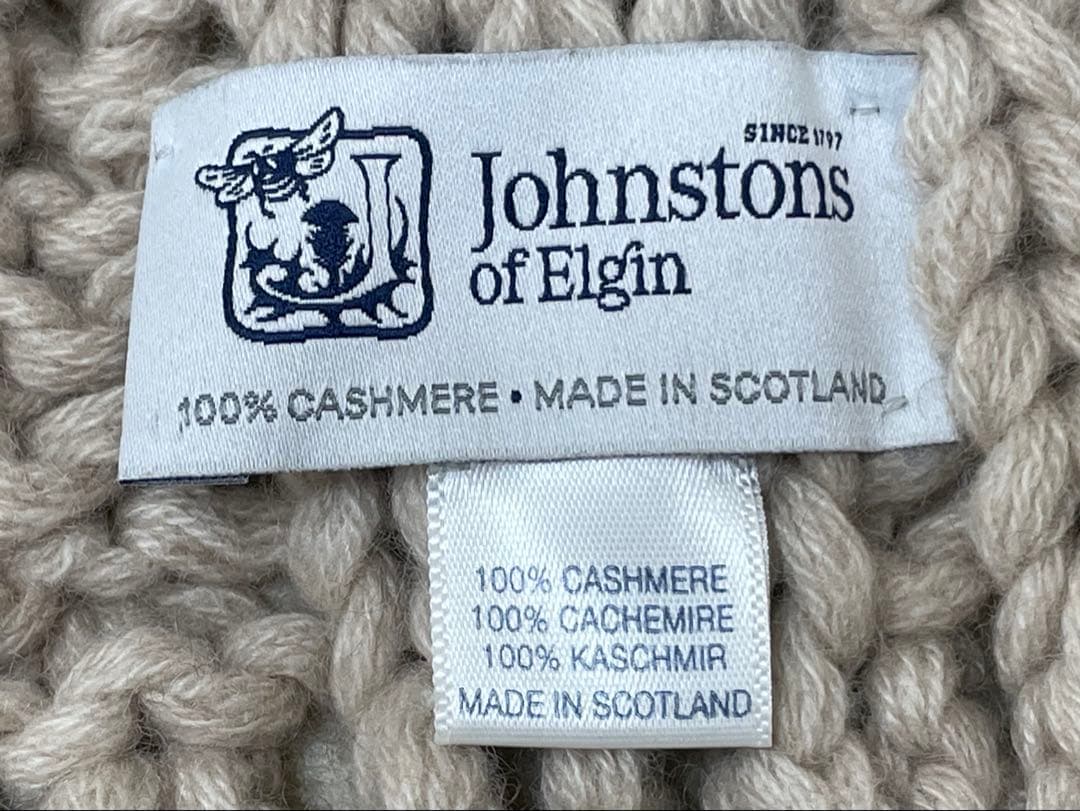 SINCE 1797
Johnstons
of Elgin
100% CASHMERE • MADE IN SCOTLAND
100% CASHMERE
100% CACHEMIRE
100% KASCHMIR
MADE IN SCOTLAND